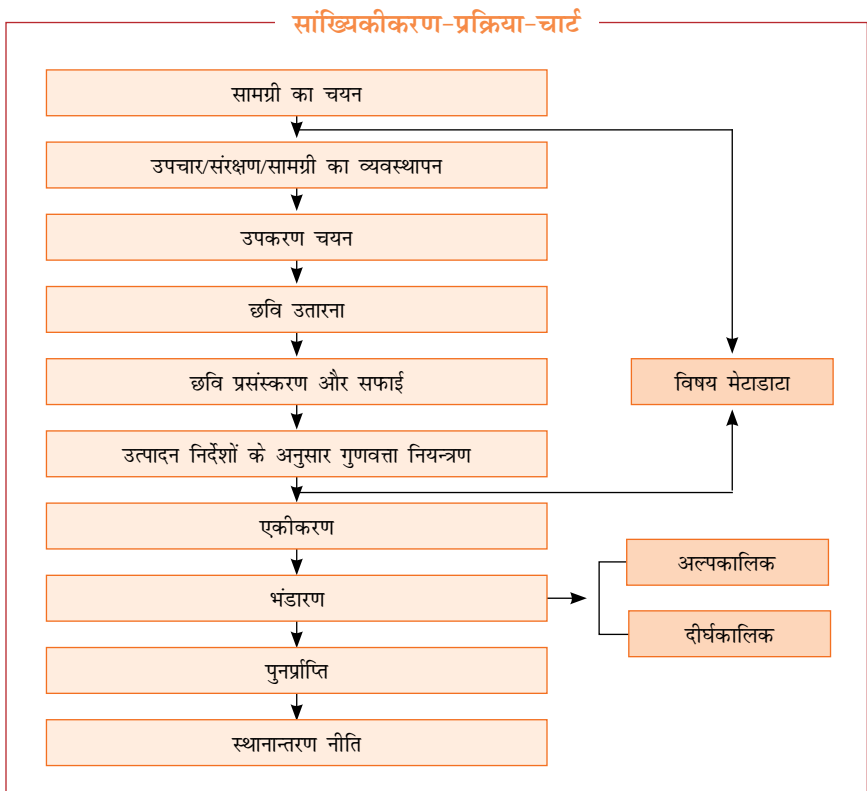 सांख्यिकीकरण-प्रक्रिया-चार्ट
सामग्री का चयन
उपचार/संरक्षण/सामग्री का व्यवस्थापन
उपकरण चयन
छवि उतारना
छवि प्रसंस्करण और सफाई
विषय मेटाडाटा
उत्पादन निर्देशों के अनुसार गुणवत्ता नियन्त्रण
एकीकरण
अल्पकालिक
भंडारण
दीर्घकालिक
पुनर्प्राप्ति
स्थानान्तरण नीति